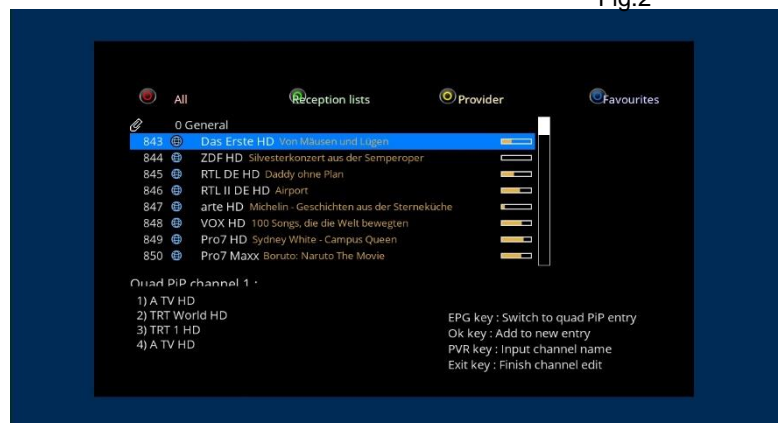 Fig.2
All Reception lists Provider Favourites
0 General
843 Das Erste HD Von Mäusen und Lügen
844 ZDF HD Silvesterkonzert aus der Semperoper
845 RTL DE HD Daddy ohne Plan
846 RTL II DE HD Airport
847 arte HD Michelin - Geschichten aus der Sterneküche
848 VOX HD 100 Songs, die die Welt bewegten
849 Pro7 HD Sydney White - Campus Queen
850 Pro7 Maxx Boruto: Naruto The Movie
Quad PiP channel 1 :
1) A TV HD
2) TRT World HD
3) TRT 1 HD
4) A TV HD
EPG key : Switch to quad PiP entry
Ok key : Add to new entry
PVR key : Input channel name
Exit key : Finish channel edit